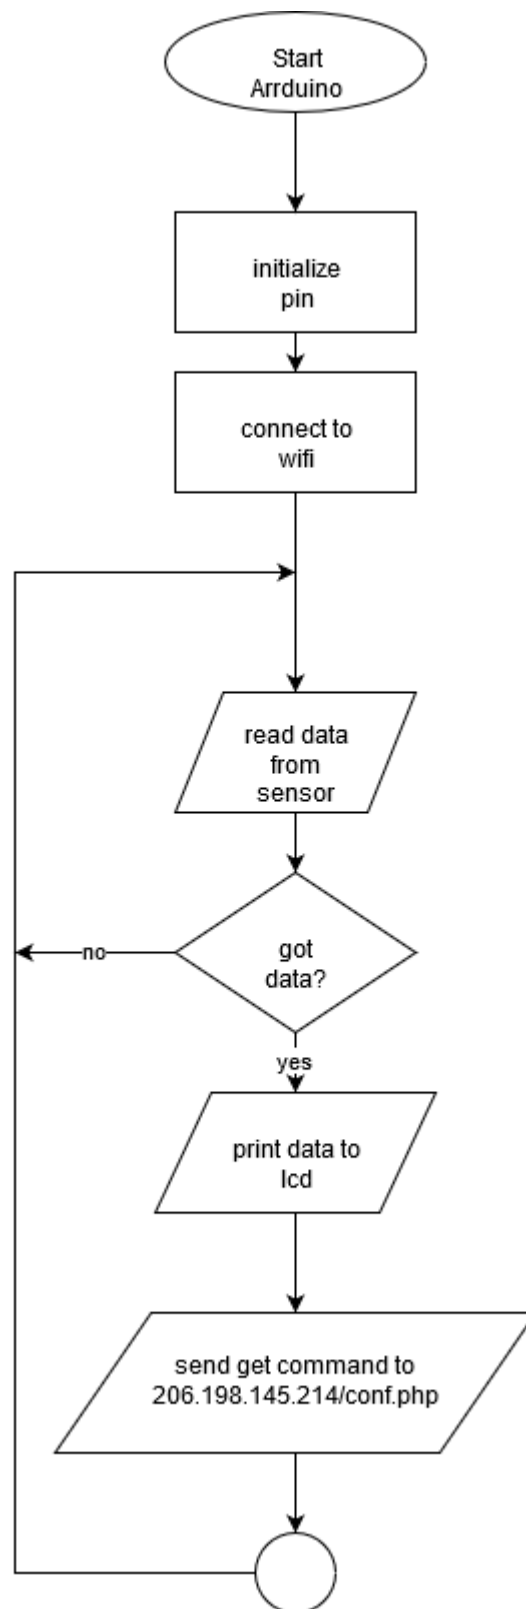 Start
Arrduino
initialize
pin
connect to
wifi
read data
from
sensor
got
data?
no
yes
print data to
lcd
send get command to
206.198.145.214/conf.php